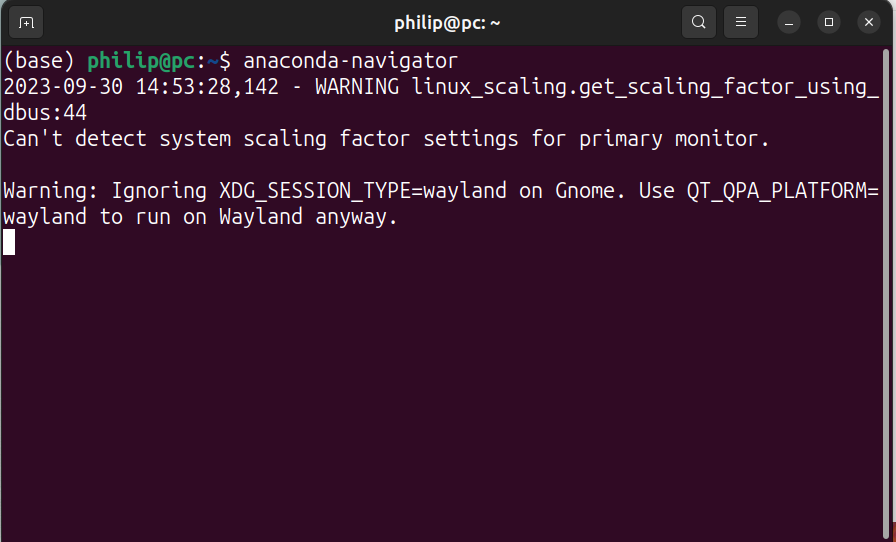 philip@pc: ~
(base) philip@pc:~$ anaconda-navigator
2023-09-30 14:53:28,142 - WARNING linux_scaling.get_scaling_factor_using_
dbus:44
Can't detect system scaling factor settings for primary monitor.
Warning: Ignoring XDG_SESSION_TYPE=wayland on Gnome. Use QT_QPA_PLATFORM=
wayland to run on Wayland anyway.